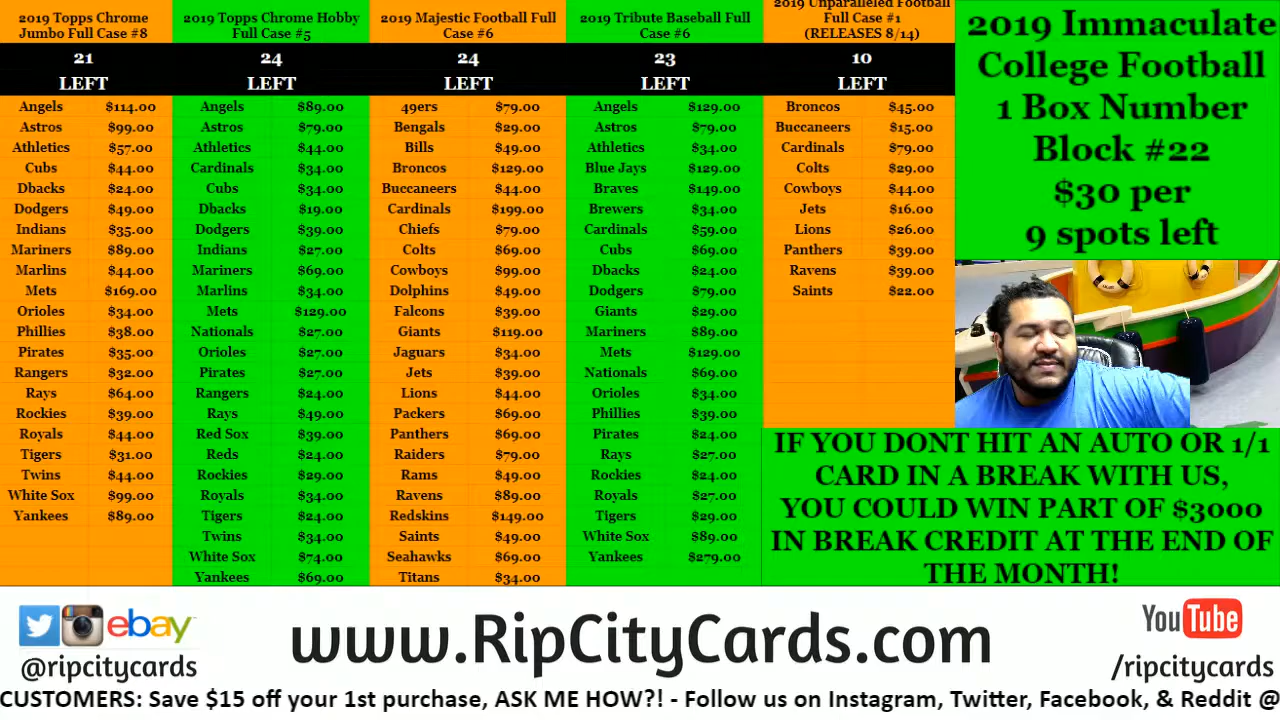 2019 Topps Chrome
Jumbo Full Case #8
21
LEFT
Angels $114.00
Astros $99.00
Athletics $57.00
Cubs $44.00
Dbacks $24.00
Dodgers $49.00
Indians $35.00
Mariners $89.00
Marlins $44.00
Mets $169.00
Orioles $34.00
Phillies $38.00
Pirates $35.00
Rangers $32.00
Rays $64.00
Rockies $39.00
Royals $44.00
Tigers $31.00
Twins $44.00
White Sox $99.00
Yankees $89.00
2019 Topps Chrome Hobby
Full Case #5
24
LEFT
Angels $89.00
Astros $79.00
Athletics $44.00
Cardinals $34.00
Cubs $34.00
Dbacks $19.00
Dodgers $39.00
Indians $27.00
Mariners $69.00
Marlins $34.00
Mets $129.00
Nationals $27.00
Orioles $27.00
Pirates $27.00
Rangers $24.00
Rays $49.00
Red Sox $39.00
Reds $24.00
Rockies $29.00
Royals $34.00
Tigers $24.00
Twins $34.00
White Sox $74.00
Yankees $69.00
2019 Majestic Football Full
Case #6
24
LEFT
49ers $79.00
Bengals $29.00
Bills $49.00
Broncos $129.00
Buccaneers $44.00
Cardinals $199.00
Chiefs $79.00
Colts $69.00
Cowboys $99.00
Dolphins $49.00
Falcons $39.00
Giants $119.00
Jaguars $34.00
Jets $39.00
Lions $44.00
Packers $69.00
Panthers $69.00
Raiders $79.00
Rams $49.00
Ravens $89.00
Redskins $149.00
Saints $49.00
Seahawks $69.00
Titans $34.00
2019 Tribute Baseball Full
Case #6
23
LEFT
Angels $129.00
Astros $79.00
Athletics $34.00
Blue Jays $129.00
Braves $149.00
Brewers $34.00
Cardinals $59.00
Cubs $69.00
Dbacks $24.00
Dodgers $79.00
Giants $29.00
Mariners $89.00
Mets $129.00
Nationals $69.00
Orioles $34.00
Phillies $39.00
Pirates $24.00
Rays $27.00
Rockies $24.00
Royals $27.00
Tigers $29.00
White Sox $89.00
Yankees $279.00
2019 Unparalleled Football
Full Case #1
(RELEASES 8/14)
10
LEFT
Broncos $45.00
Buccaneers $15.00
Cardinals $79.00
Colts $29.00
Cowboys $44.00
Jets $16.00
Lions $26.00
Panthers $39.00
Ravens $39.00
Saints $22.00
2019 Immaculate
College Football
1 Box Number
Block #22
$30 per
9 spots left
IF YOU DONT HIT AN AUTO OR 1/1
CARD IN A BREAK WITH US,
YOU COULD WIN PART OF $3000
IN BREAK CREDIT AT THE END OF
THE MONTH!
ebay
@ripcitycards
www.RipCityCards.com
YouTube
/ripcitycards
CUSTOMERS: Save $15 off your 1st purchase, ASK ME HOW?! - Follow us on Instagram, Twitter, Facebook, & Reddit @